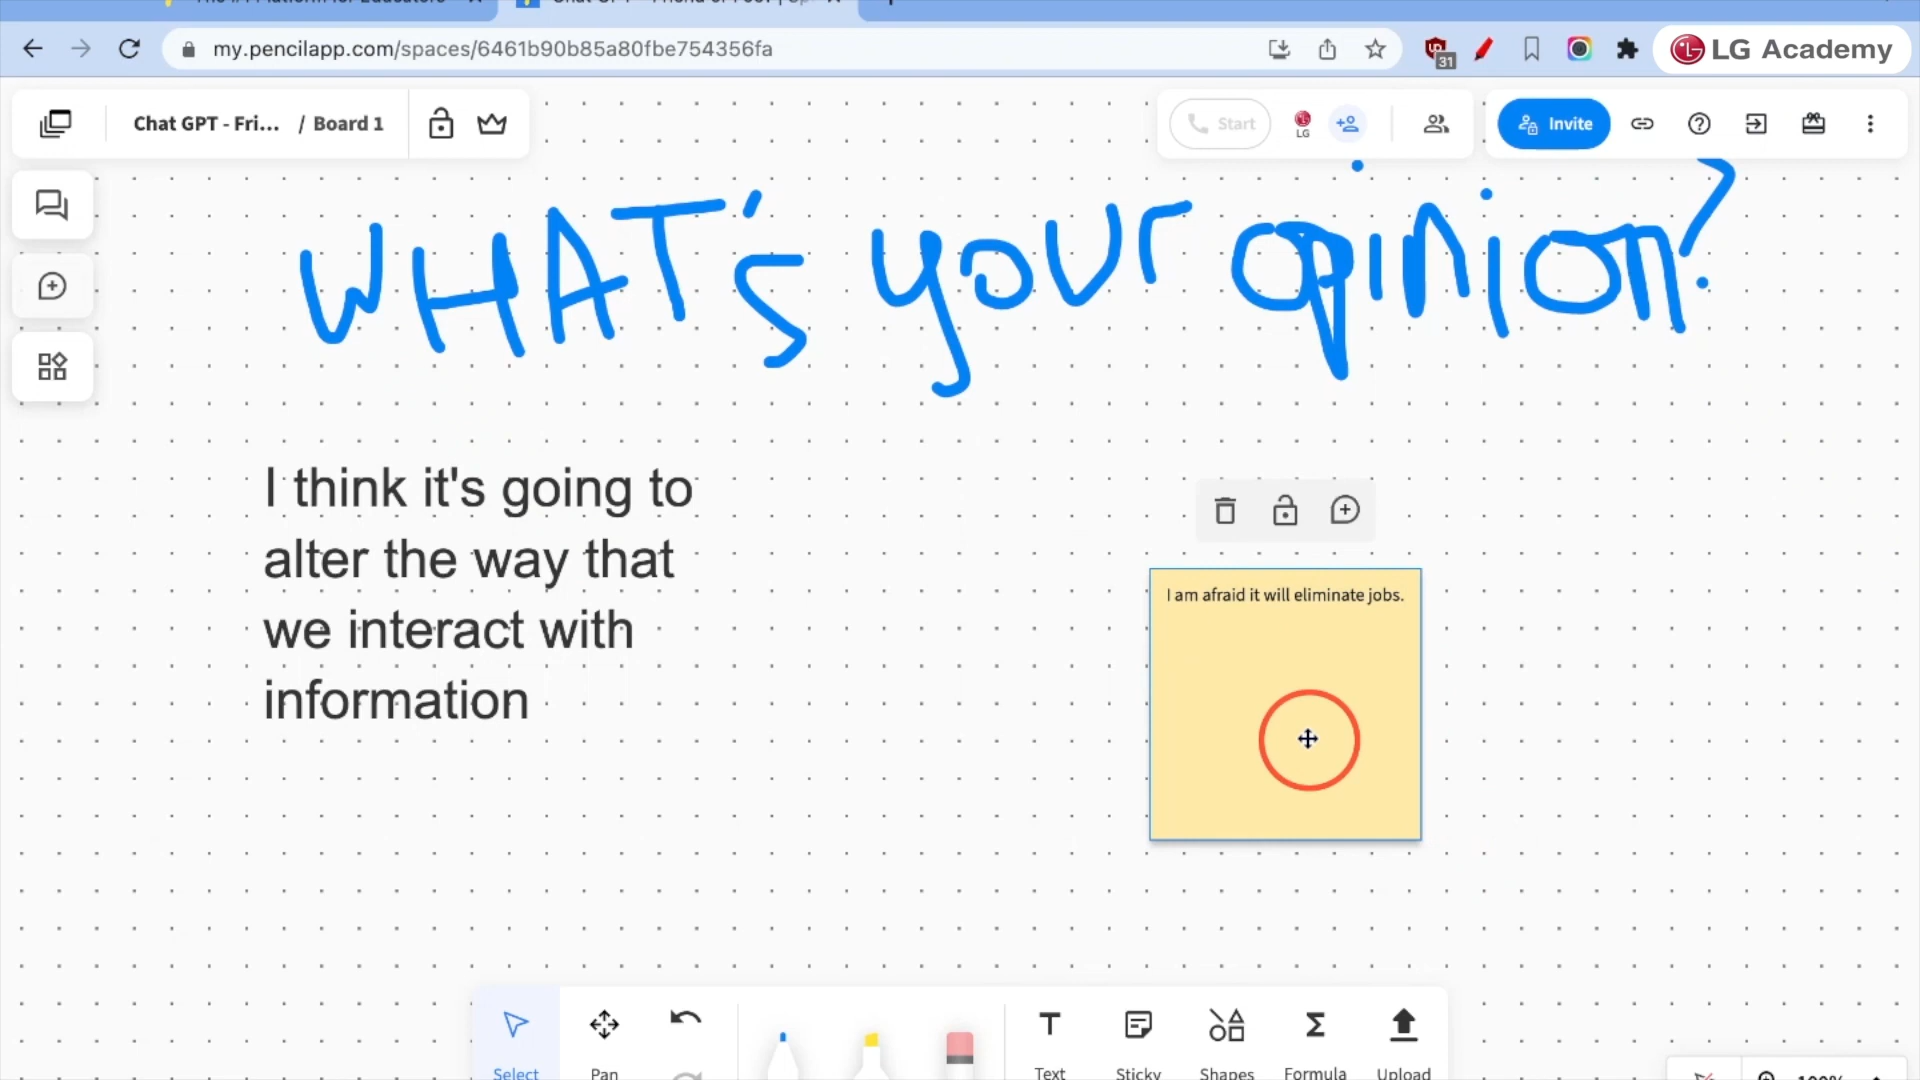 my.pencilapp.com/spaces/6461b90b85a80fbe754356fa
31
LG Academy
Chat GPT - Fri... / Board 1
Start
LG
Invite
WHAT's your opinion?
I think it's going to
alter the way that
we interact with
information
I am afraid it will eliminate jobs.
Select
Pan
Text
Sticky
Shapes
Formula
Upload